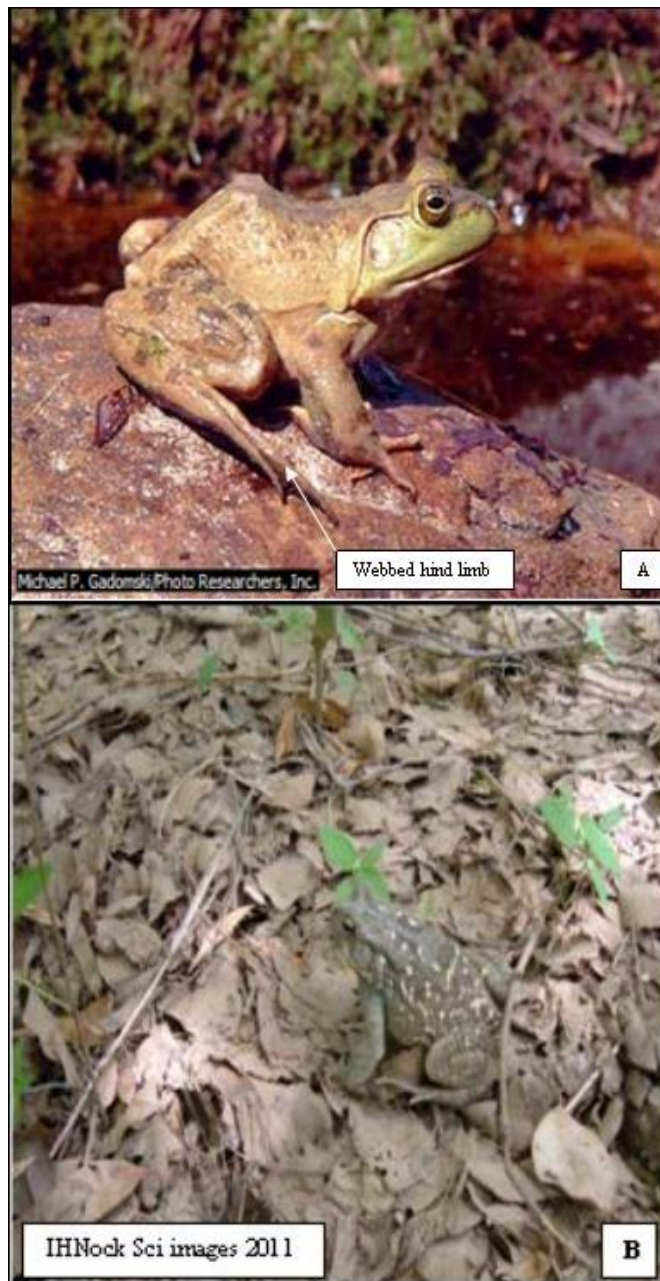 Webbed hind limb
A
Michael P. Gadomski/Photo Researchers, Inc.
IHNock Sci images 2011
B